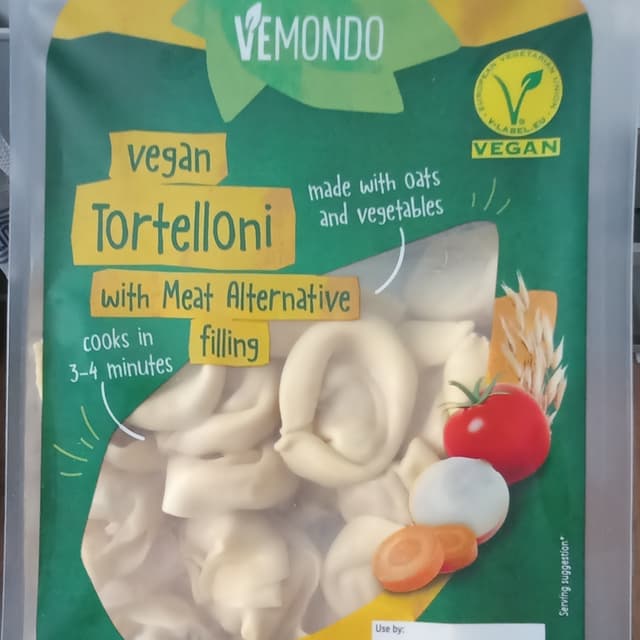 VEMONDO
EUROPEAN VEGETARIAN UNION
V-LABEL.EU
VEGAN
vegan
Tortelloni
with Meat Alternative
filling
made with oats
and vegetables
cooks in
3-4 minutes
Serving suggestion*
Use by: